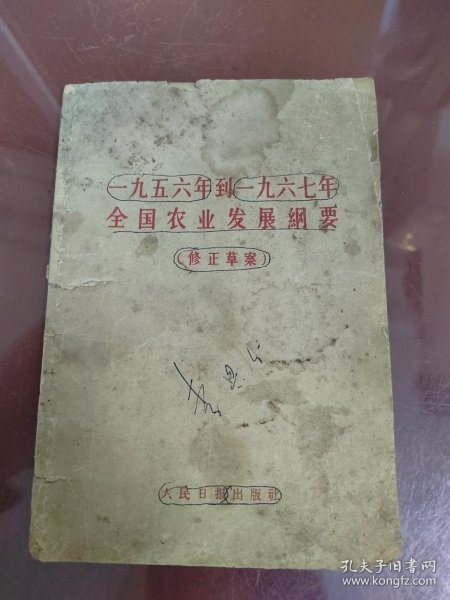 一九五六年到一九六七年
全国农业发展綱要
(修正草案)
人民日报出版社
孔夫子旧书网
www.kongfz.com